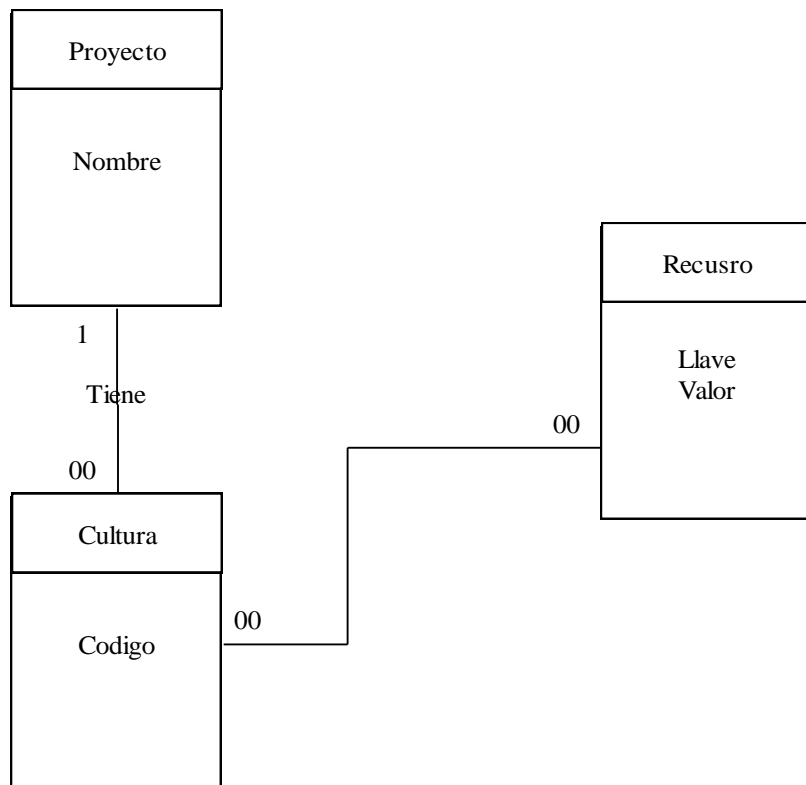 Proyecto
Nombre
1
Tiene
00
Cultura
Codigo
00
00
Recusro
Llave
Valor